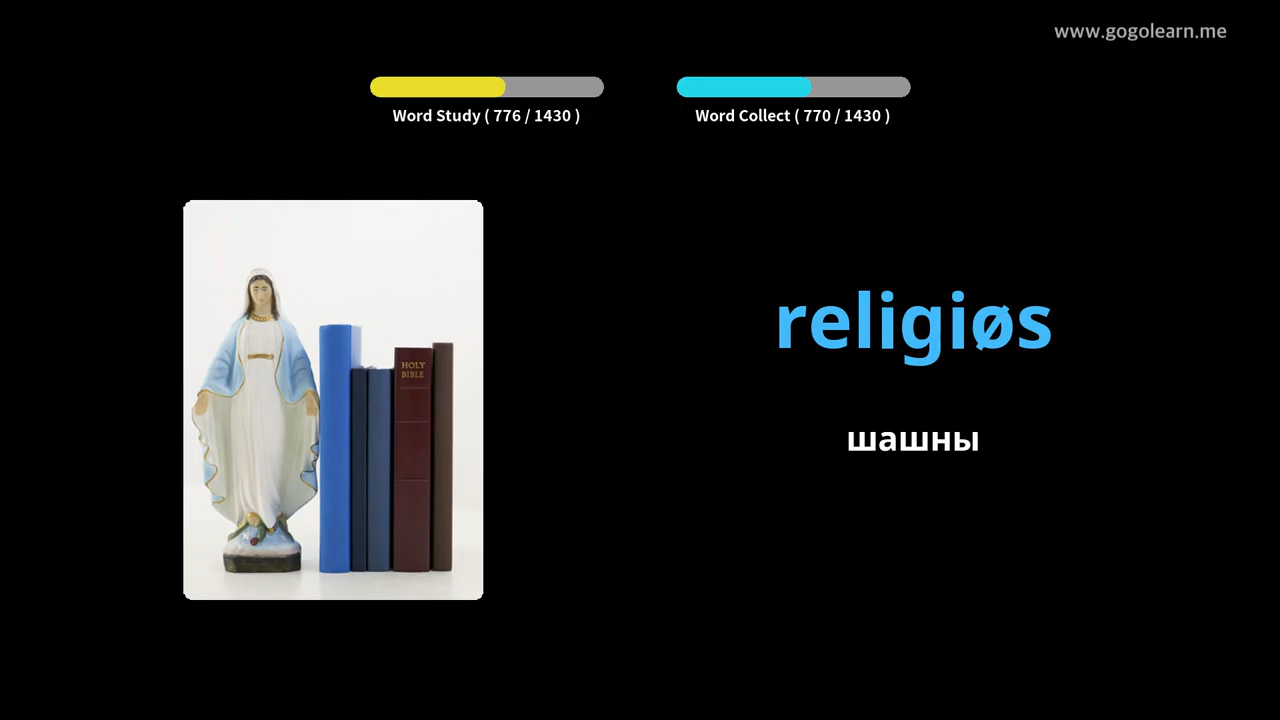 www.gogolearn.me
Word Study ( 776 / 1430 )
Word Collect ( 770 / 1430 )
HOLY
BIBLE
religiøs
шашны